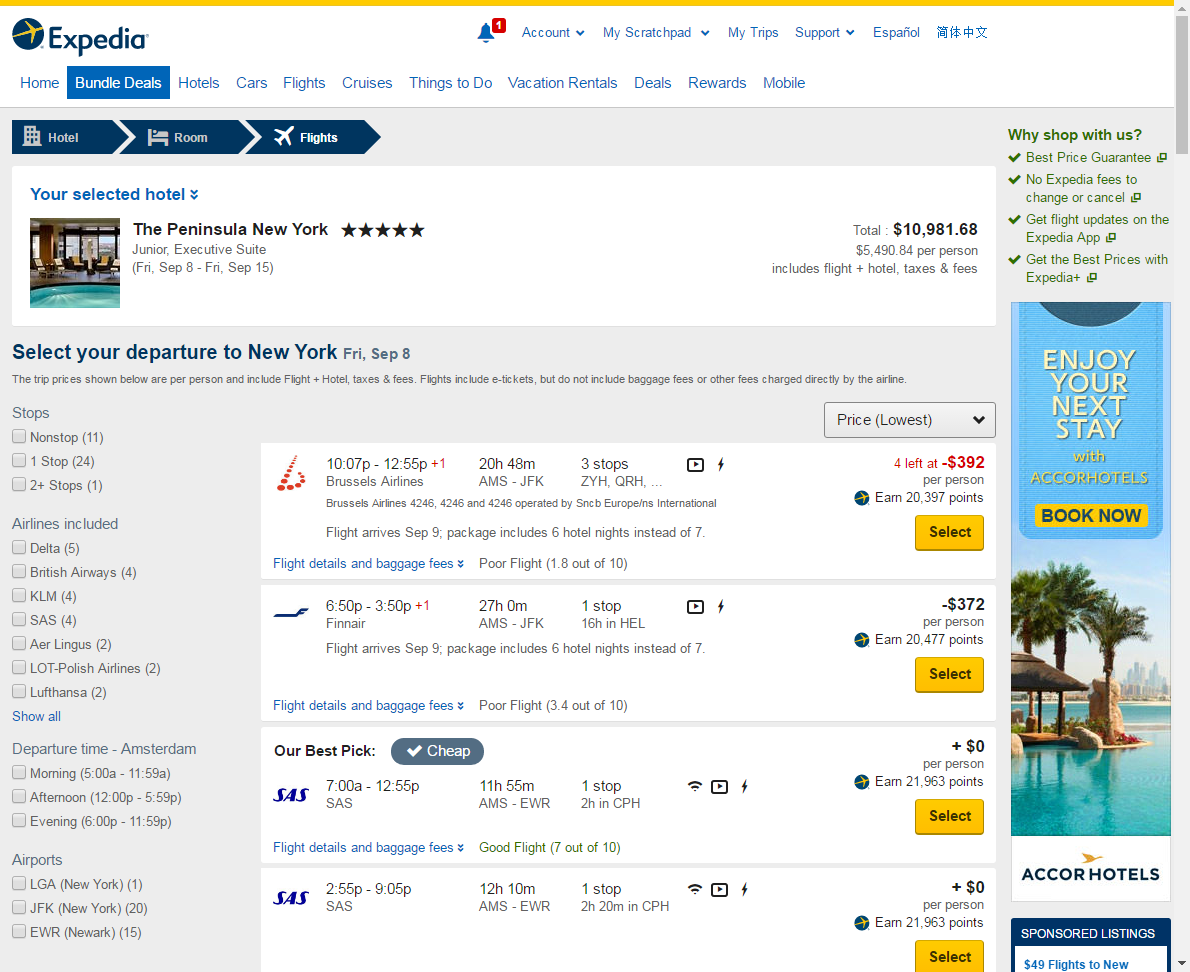 Expedia
1
Account
My Scratchpad
My Trips
Support
Español
简体中文
Home
Bundle Deals
Hotels
Cars
Flights
Cruises
Things to Do
Vacation Rentals
Deals
Rewards
Mobile
Hotel
Room
Flights
Your selected hotel
The Peninsula New York
Junior, Executive Suite
(Fri, Sep 8 - Fri, Sep 15)
Total : $10,981.68
$5,490.84 per person
includes flight + hotel, taxes & fees
Select your departure to New York Fri, Sep 8
The trip prices shown below are per person and include Flight + Hotel, taxes & fees. Flights include e-tickets, but do not include baggage fees or other fees charged directly by the airline.
Stops
Nonstop (11)
1 Stop (24)
2+ Stops (1)
Airlines included
Delta (5)
British Airways (4)
KLM (4)
SAS (4)
Aer Lingus (2)
LOT-Polish Airlines (2)
Lufthansa (2)
Show all
Departure time - Amsterdam
Morning (5:00a - 11:59a)
Afternoon (12:00p - 5:59p)
Evening (6:00p - 11:59p)
Airports
LGA (New York) (1)
JFK (New York) (20)
EWR (Newark) (15)
Price (Lowest)
10:07p - 12:55p +1
20h 48m
3 stops
4 left at -$392
Brussels Airlines
AMS - JFK
ZYH, QRH, ...
per person
Brussels Airlines 4246, 4246 and 4246 operated by Sncb Europe/ns International
Earn 20,397 points
Flight arrives Sep 9; package includes 6 hotel nights instead of 7.
Select
Flight details and baggage fees
Poor Flight (1.8 out of 10)
6:50p - 3:50p +1
27h 0m
1 stop
-$372
Finnair
AMS - JFK
16h in HEL
per person
Earn 20,477 points
Flight arrives Sep 9; package includes 6 hotel nights instead of 7.
Select
Flight details and baggage fees
Poor Flight (3.4 out of 10)
Our Best Pick:
Cheap
+ $0
per person
SAS
7:00a - 12:55p
11h 55m
1 stop
Earn 21,963 points
SAS
AMS - EWR
2h in CPH
Select
Flight details and baggage fees
Good Flight (7 out of 10)
SAS
2:55p - 9:05p
12h 10m
1 stop
+ $0
SAS
AMS - EWR
2h 20m in CPH
per person
Earn 21,963 points
Select
Why shop with us?
Best Price Guarantee
No Expedia fees to
change or cancel
Get flight updates on the
Expedia App
Get the Best Prices with
Expedia+
ENJOY
YOUR
NEXT
STAY
with
ACCORHOTELS
BOOK NOW
ACCORHOTELS
SPONSORED LISTINGS
$49 Flights to New